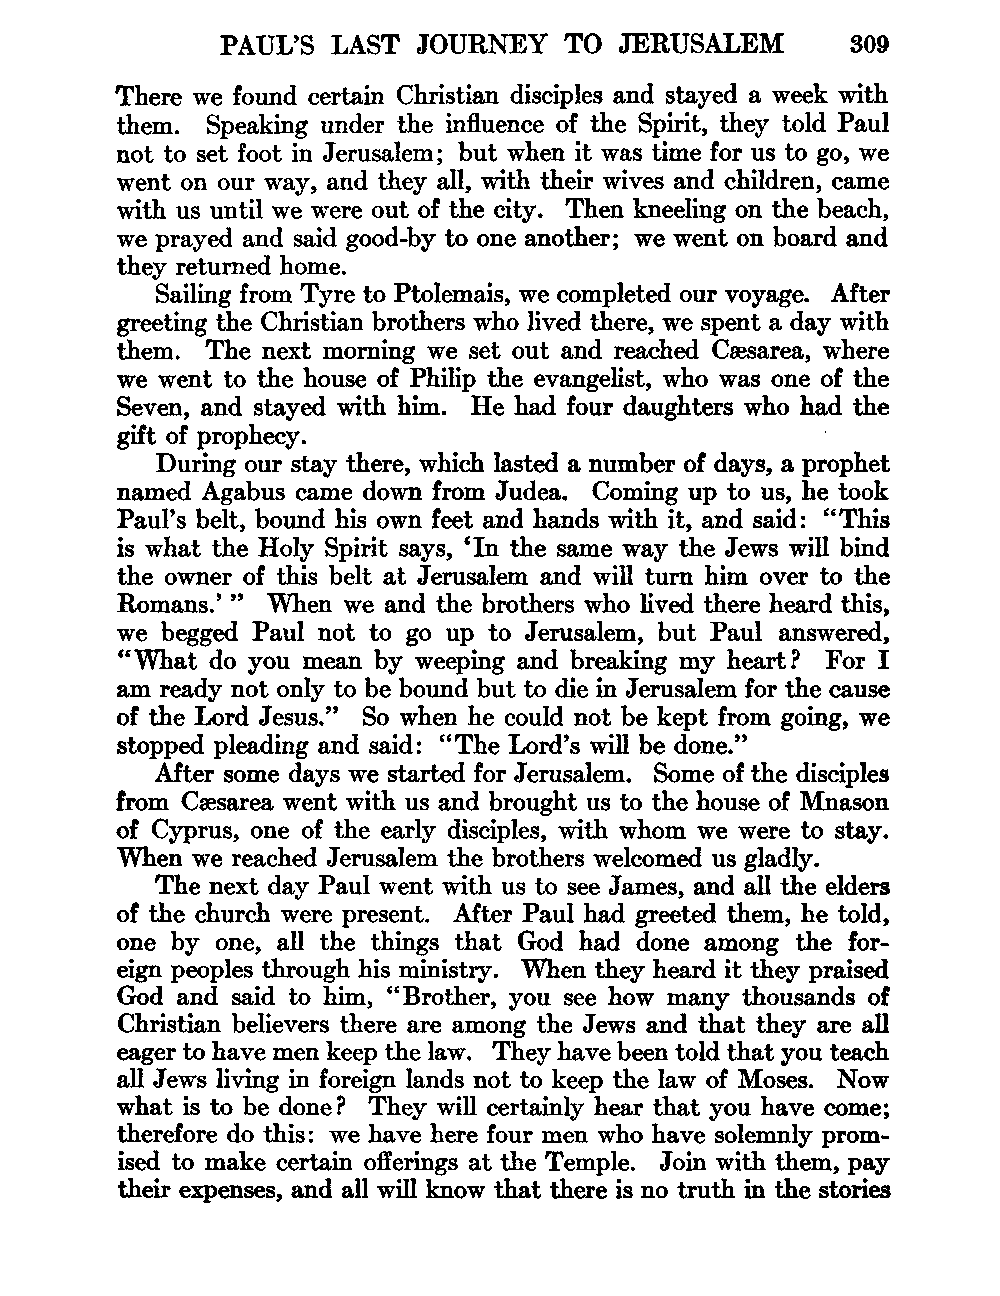 PAUL'S LAST JOURNEY TO JERUSALEM 309
There we found certain Christian disciples and stayed a week with
them. Speaking under the influence of the Spirit, they told Paul
not to set foot in Jerusalem; but when it was time for us to go, we
went on our way, and they all, with their wives and children, came
with us until we were out of the city. Then kneeling on the beach,
we prayed and said good-by to one another; we went on board and
they returned home.
Sailing from Tyre to Ptolemais, we completed our voyage. After
greeting the Christian brothers who lived there, we spent a day with
them. The next morning we set out and reached Cæsarea, where
we went to the house of Philip the evangelist, who was one of the
Seven, and stayed with him. He had four daughters who had the
gift of prophecy.
During our stay there, which lasted a number of days, a prophet
named Agabus came down from Judea. Coming up to us, he took
Paul's belt, bound his own feet and hands with it, and said: "This
is what the Holy Spirit says, 'In the same way the Jews will bind
the owner of this belt at Jerusalem and will turn him over to the
Romans.' " When we and the brothers who lived there heard this,
we begged Paul not to go up to Jerusalem, but Paul answered,
"What do you mean by weeping and breaking my heart? For I
am ready not only to be bound but to die in Jerusalem for the cause
of the Lord Jesus." So when he could not be kept from going, we
stopped pleading and said: "The Lord's will be done."
After some days we started for Jerusalem. Some of the disciples
from Cæsarea went with us and brought us to the house of Mnason
of Cyprus, one of the early disciples, with whom we were to stay.
When we reached Jerusalem the brothers welcomed us gladly.
The next day Paul went with us to see James, and all the elders
of the church were present. After Paul had greeted them, he told,
one by one, all the things that God had done among the for-
eign peoples through his ministry. When they heard it they praised
God and said to him, "Brother, you see how many thousands of
Christian believers there are among the Jews and that they are all
eager to have men keep the law. They have been told that you teach
all Jews living in foreign lands not to keep the law of Moses. Now
what is to be done? They will certainly hear that you have come;
therefore do this: we have here four men who have solemnly prom-
ised to make certain offerings at the Temple. Join with them, pay
their expenses, and all will know that there is no truth in the stories